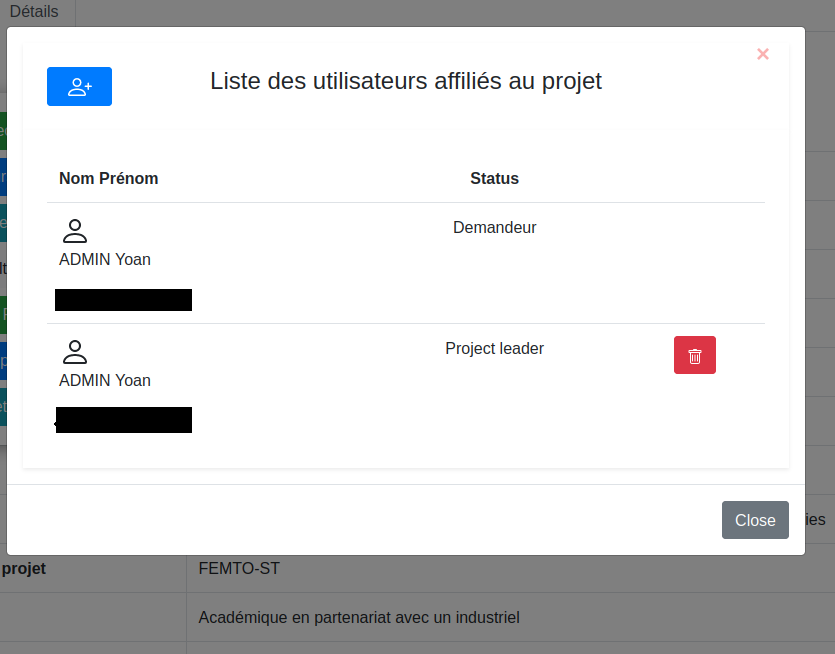 Détails
×
Liste des utilisateurs affiliés au projet
Nom Prénom Status
Demandeur
ADMIN Yoan
Project leader
ADMIN Yoan
Close
ies
projet FEMTO-ST
Académique en partenariat avec un industriel